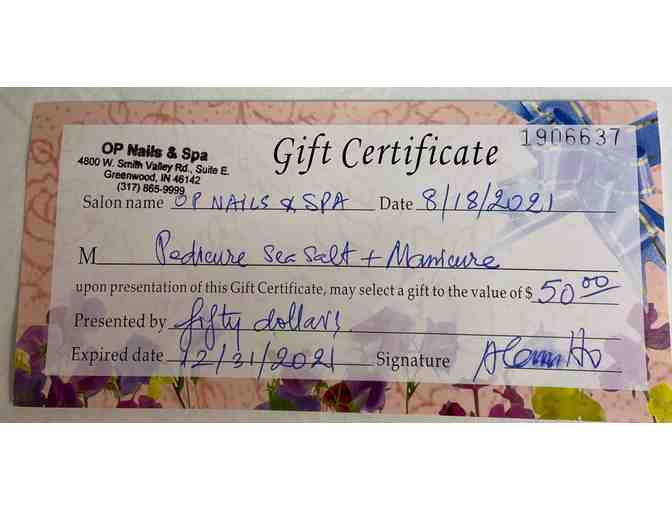 OP Nails & Spa
4800 W. Smith Valley Rd., Suite E.
Greenwood, IN 46142
(317) 865-9999
Gift Certificate
1906637
Salon name OP NAILS & SPA Date 8/18/2021
M Pedicure Sea Salt + Manicure
upon presentation of this Gift Certificate, may select a gift to the value of $ 50 00
Presented by fifty dollars
Expired date 12/31/2021 Signature